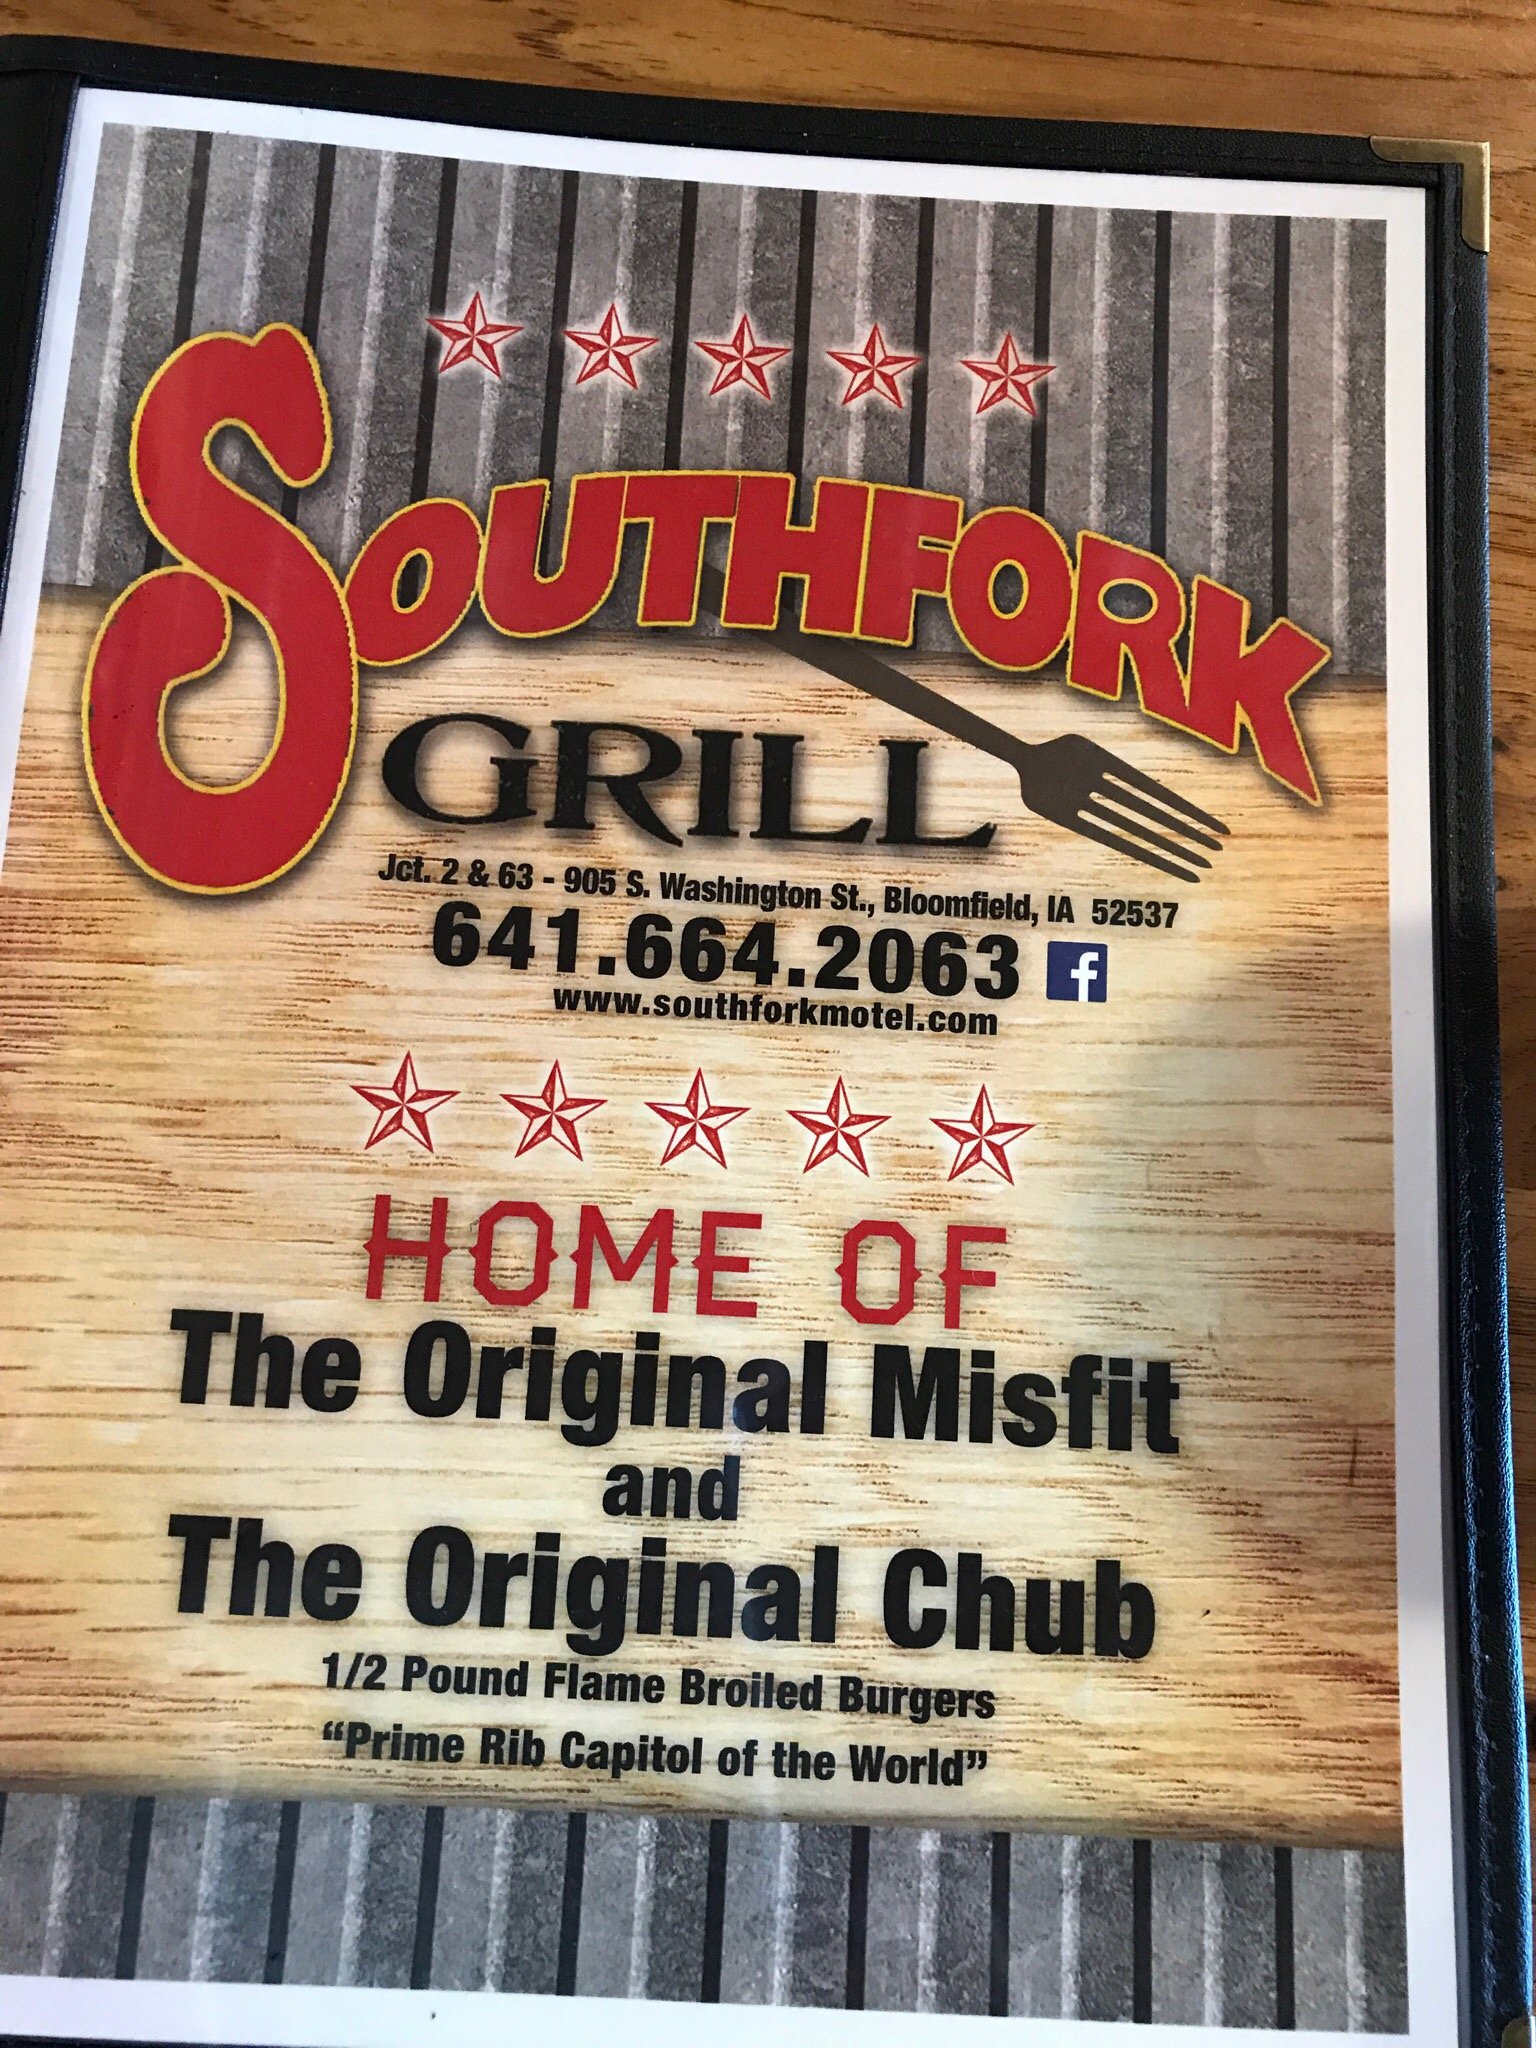 SOUTHFORK
GRILL
Jct. 2 & 63 - 905 S. Washington St., Bloomfield, IA 52537
641.664.2063 f
www.southforkmotel.com
HOME OF
The Original Misfit
and
The Original Chub
1/2 Pound Flame Broiled Burgers
“Prime Rib Capitol of the World”